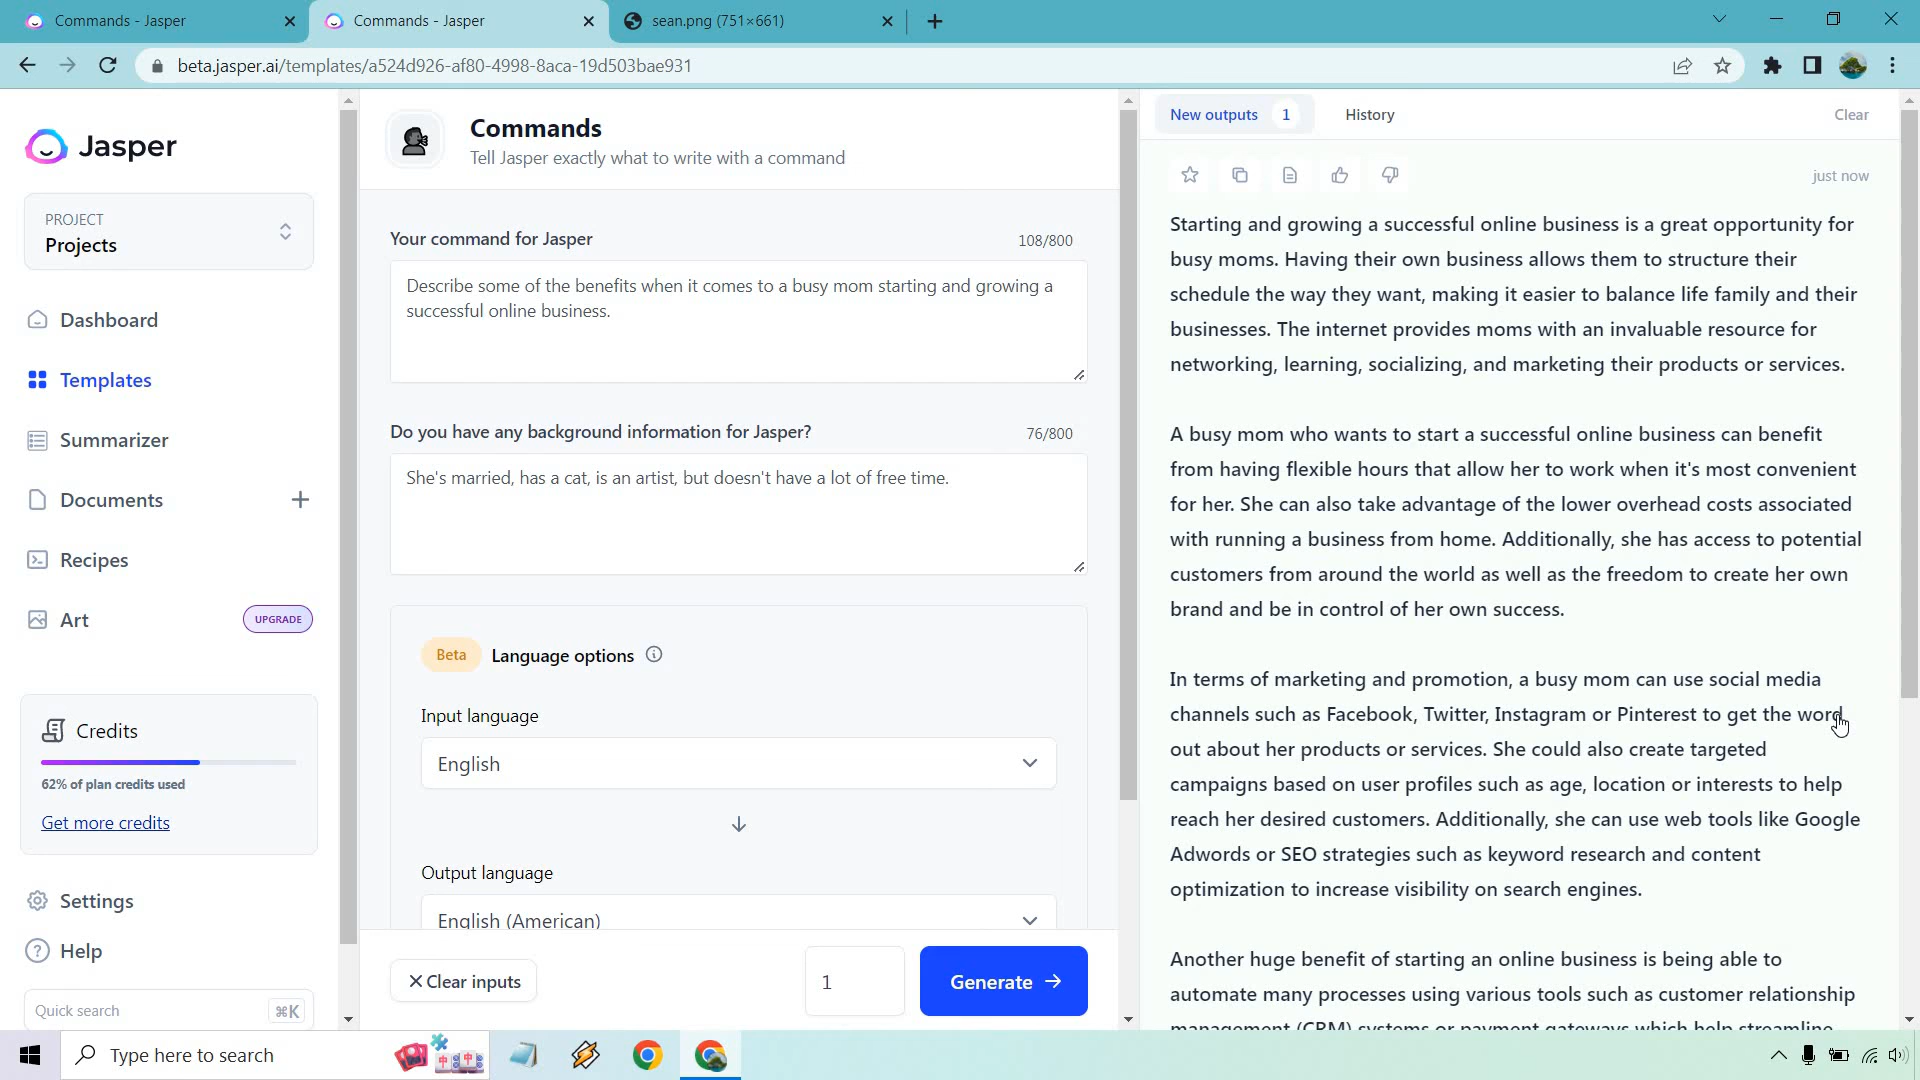 Commands - Jasper
Commands - Jasper
sean.png (751×661)
beta.jasper.ai/templates/a524d926-af80-4998-8aca-19d503bae931
Jasper
PROJECT
Projects
Dashboard
Templates
Summarizer
Documents
Recipes
Art
UPGRADE
Credits
62% of plan credits used
Get more credits
Settings
Help
Quick search
⌘K
Commands
Tell Jasper exactly what to write with a command
Your command for Jasper
108/800
Describe some of the benefits when it comes to a busy mom starting and growing a
successful online business.
Do you have any background information for Jasper?
76/800
She's married, has a cat, is an artist, but doesn't have a lot of free time.
Beta
Language options
Input language
English
Output language
English (American)
Clear inputs
1
Generate
New outputs 1
History
Clear
just now
Starting and growing a successful online business is a great opportunity for
busy moms. Having their own business allows them to structure their
schedule the way they want, making it easier to balance life family and their
businesses. The internet provides moms with an invaluable resource for
networking, learning, socializing, and marketing their products or services.
A busy mom who wants to start a successful online business can benefit
from having flexible hours that allow her to work when it's most convenient
for her. She can also take advantage of the lower overhead costs associated
with running a business from home. Additionally, she has access to potential
customers from around the world as well as the freedom to create her own
brand and be in control of her own success.
In terms of marketing and promotion, a busy mom can use social media
channels such as Facebook, Twitter, Instagram or Pinterest to get the word
out about her products or services. She could also create targeted
campaigns based on user profiles such as age, location or interests to help
reach her desired customers. Additionally, she can use web tools like Google
Adwords or SEO strategies such as keyword research and content
optimization to increase visibility on search engines.
Another huge benefit of starting an online business is being able to
automate many processes using various tools such as customer relationship
management (CRM) systems or payment gateways which help streamline
Type here to search